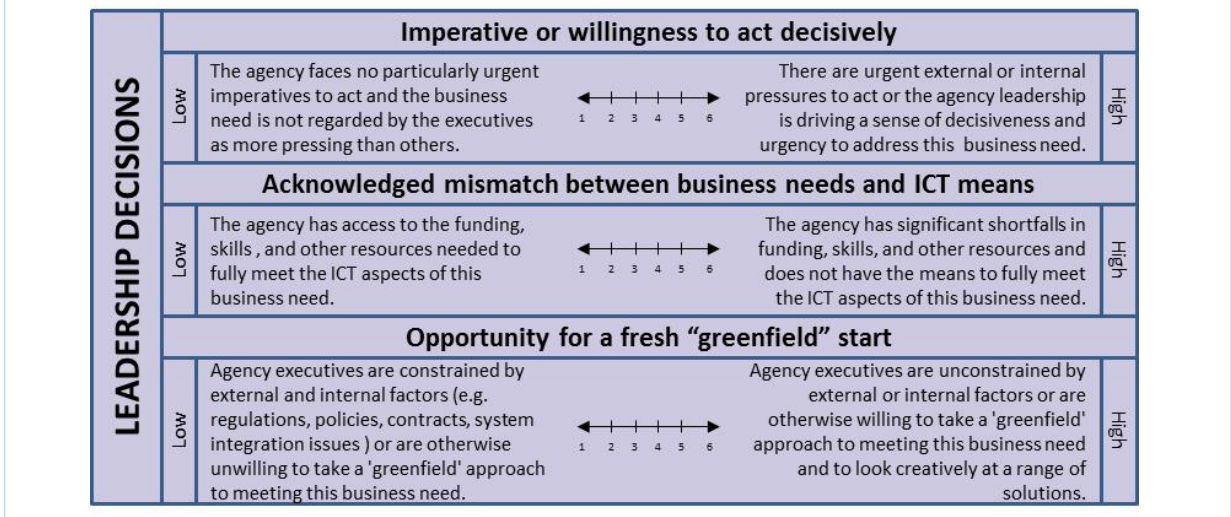 LEADERSHIP DECISIONS
Imperative or willingness to act decisively
Low
The agency faces no particularly urgent
imperatives to act and the business
need is not regarded by the executives
as more pressing than others.
1 2 3 4 5 6
There are urgent external or internal
pressures to act or the agency leadership
is driving a sense of decisiveness and
urgency to address this business need.
High
Acknowledged mismatch between business needs and ICT means
Low
The agency has access to the funding,
skills , and other resources needed to
fully meet the ICT aspects of this
business need.
1 2 3 4 5 6
The agency has significant shortfalls in
funding, skills, and other resources and
does not have the means to fully meet
the ICT aspects of this business need.
High
Opportunity for a fresh “greenfield” start
Low
Agency executives are constrained by
external and internal factors (e.g.
regulations, policies, contracts, system
integration issues ) or are otherwise
unwilling to take a 'greenfield' approach
to meeting this business need.
1 2 3 4 5 6
Agency executives are unconstrained by
external or internal factors or are
otherwise willing to take a 'greenfield'
approach to meeting this business need
and to look creatively at a range of
solutions.
High